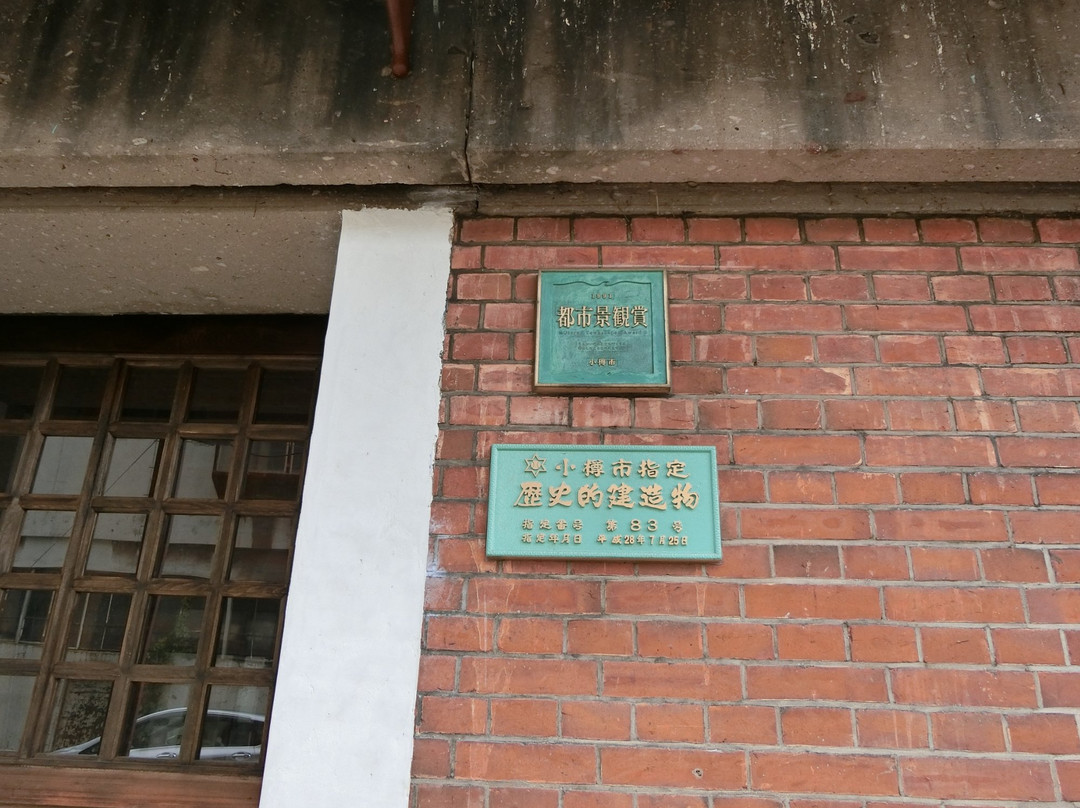 都市景観賞
小樽市
小樽市指定
歴史的建造物
指定番号 第83号
指定年月日 平成28年7月25日